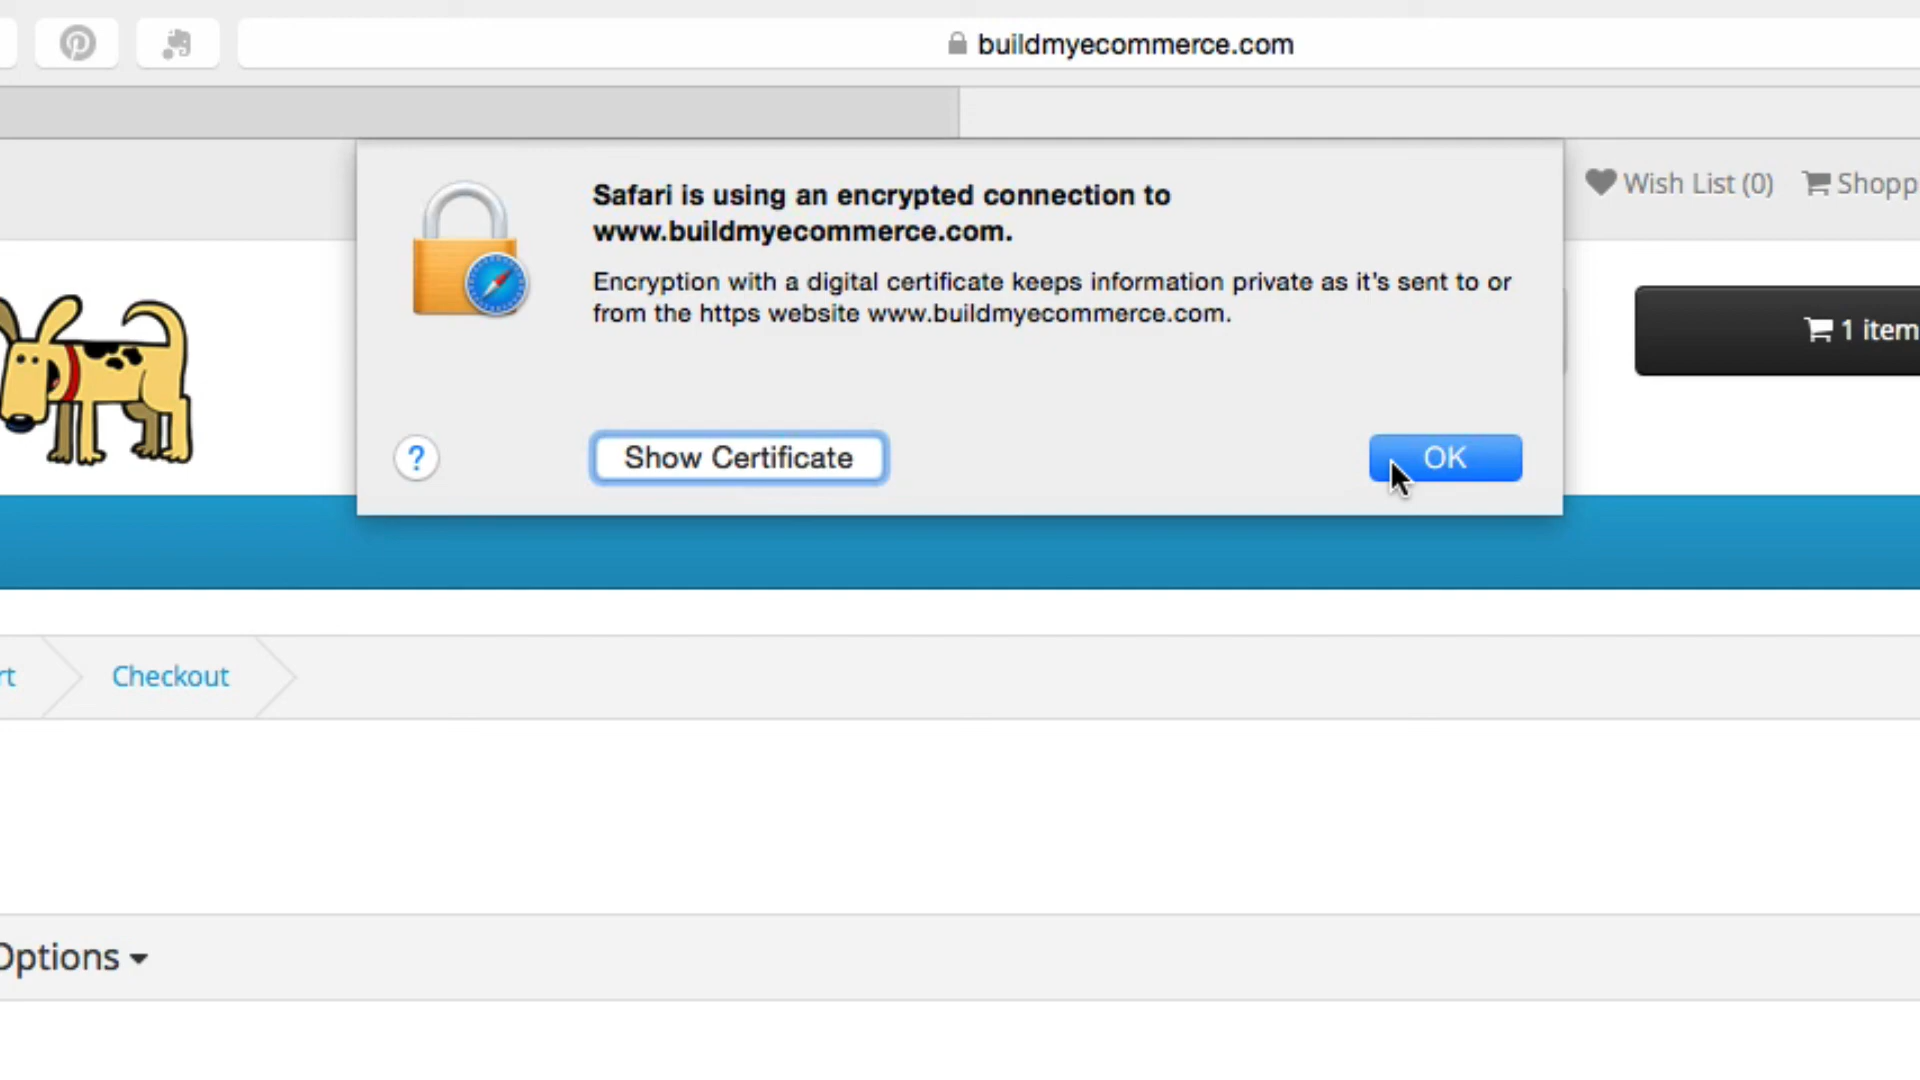 buildmyecommerce.com
Safari is using an encrypted connection to
www.buildmyecommerce.com.
Wish List (0) Shopp
Encryption with a digital certificate keeps information private as it's sent to or
from the https website www.buildmyecommerce.com.
1 item
? Show Certificate OK
rt Checkout
Options